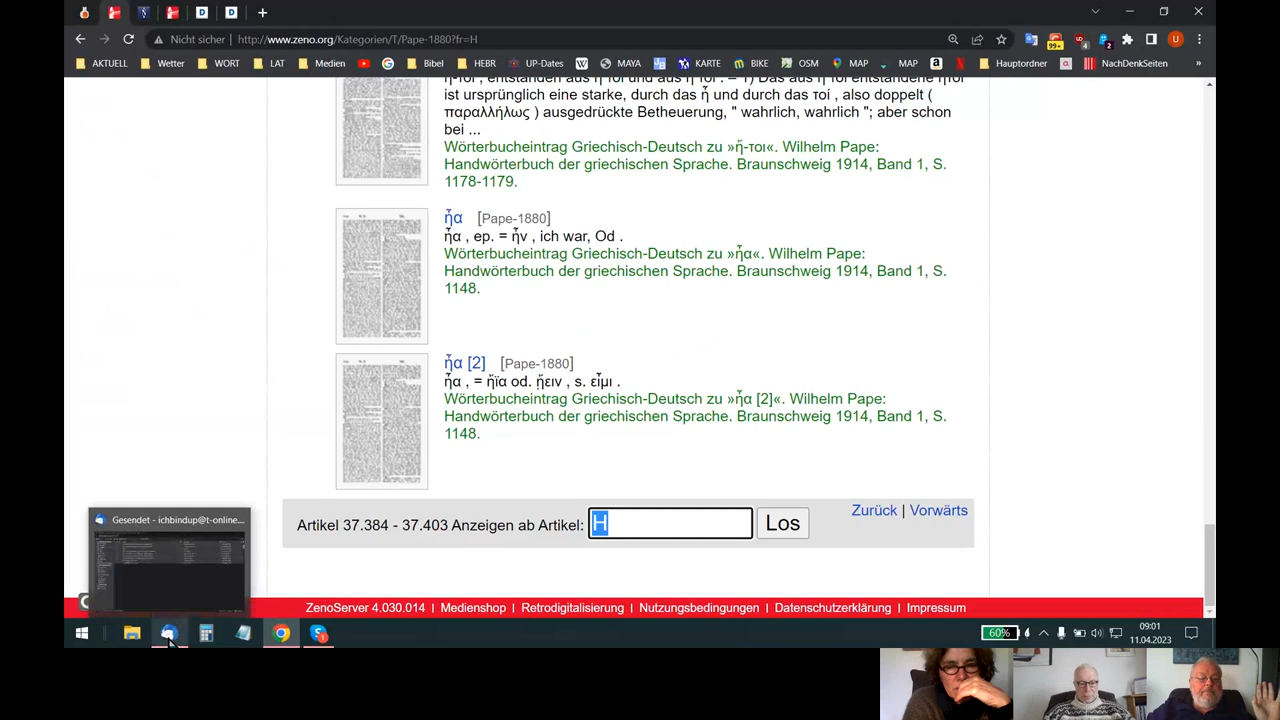 Nicht sicher | http://www.zeno.org/Kategorien/T/Pape-1880?fr=H
99+
4
2
U
AKTUELL Wetter WORT LAT Medien G Bibel HEBR UP-Dates W MAYA KARTE BIKE OSM MAP MAP a N Hauptordner a NachDenkSeiten »
ist ursprünglich eine starke, durch das ἦ und durch das τοί , also doppelt (
παραλλήλως ) ausgedrückte Betheuerung, " wahrlich, wahrlich "; aber schon
bei ...
Wörterbucheintrag Griechisch-Deutsch zu »ἤ-τοι«. Wilhelm Pape:
Handwörterbuch der griechischen Sprache. Braunschweig 1914, Band 1, S.
1178-1179.
ἦα [Pape-1880]
ἦα , ep. = ἦν , ich war, Od .
Wörterbucheintrag Griechisch-Deutsch zu »ἦα«. Wilhelm Pape:
Handwörterbuch der griechischen Sprache. Braunschweig 1914, Band 1, S.
1148.
ἦα [2] [Pape-1880]
ἦα , = ἤϊα od. ᾔειν , s. εἶμι .
Wörterbucheintrag Griechisch-Deutsch zu »ἦα [2]«. Wilhelm Pape:
Handwörterbuch der griechischen Sprache. Braunschweig 1914, Band 1, S.
1148.
Artikel 37.384 - 37.403 Anzeigen ab Artikel: H Los
Zurück | Vorwärts
Gesendet - ichbindup@t-online...
ZenoServer 4.030.014 | Medienshop | Retrodigitalisierung | Nutzungsbedingungen | Datenschutzerklärung | Impressum
60%
09:01
11.04.2023